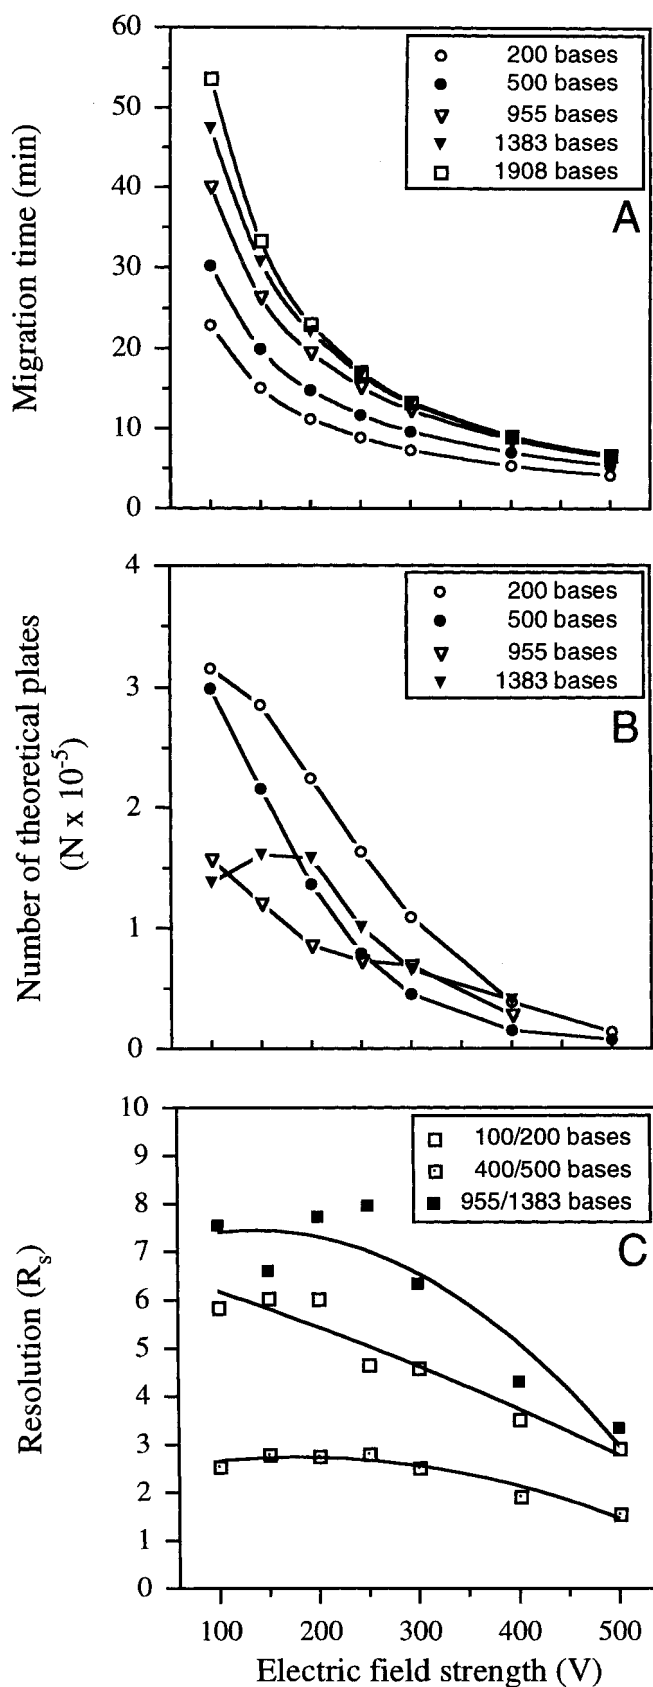 60
50
40
30
20
10
0
Migration time (min)
200 bases
500 bases
955 bases
1383 bases
1908 bases
A
4
3
2
1
0
Number of theoretical plates
(N x 10⁻⁵)
200 bases
500 bases
955 bases
1383 bases
B
10
9
8
7
6
5
4
3
2
1
0
Resolution (Rₛ)
100/200 bases
400/500 bases
955/1383 bases
C
100 200 300 400 500
Electric field strength (V)